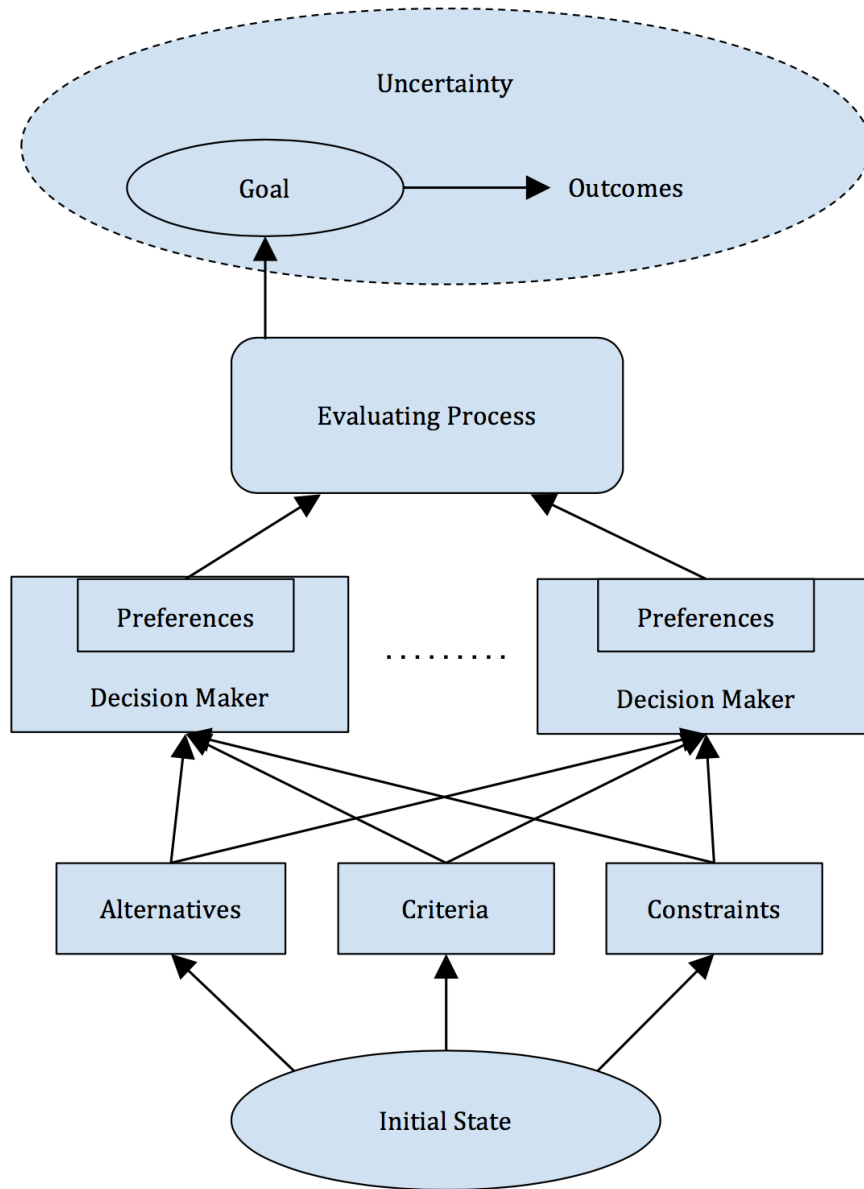 Uncertainty
Goal
Outcomes
Evaluating Process
Preferences
Decision Maker
.........
Preferences
Decision Maker
Alternatives
Criteria
Constraints
Initial State